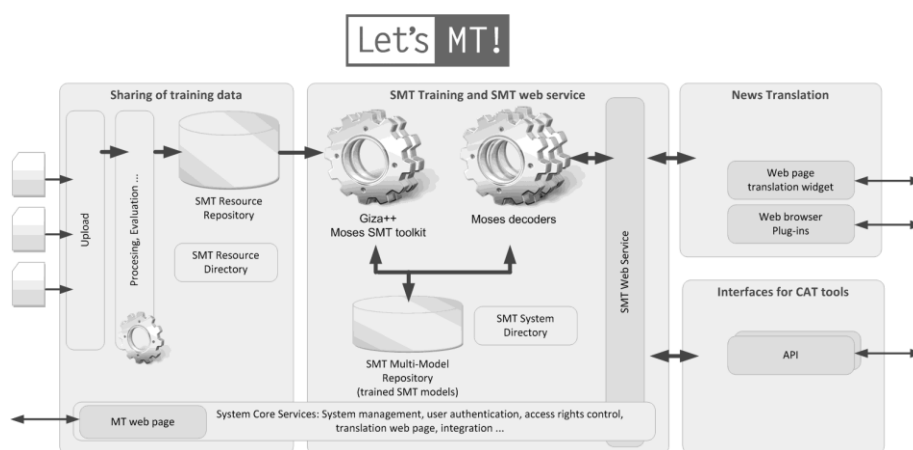 Let's MT!
Sharing of training data
Upload
Procesing, Evaluation ...
SMT Resource
Repository
SMT Resource
Directory
SMT Training and SMT web service
Giza++
Moses SMT toolkit
Moses decoders
SMT Multi-Model
Repository
(trained SMT models)
SMT System
Directory
SMT Web Service
News Translation
Web page
translation widget
Web browser
Plug-ins
Interfaces for CAT tools
API
MT web page
System Core Services: System management, user authentication, access rights control,
translation web page, integration ...